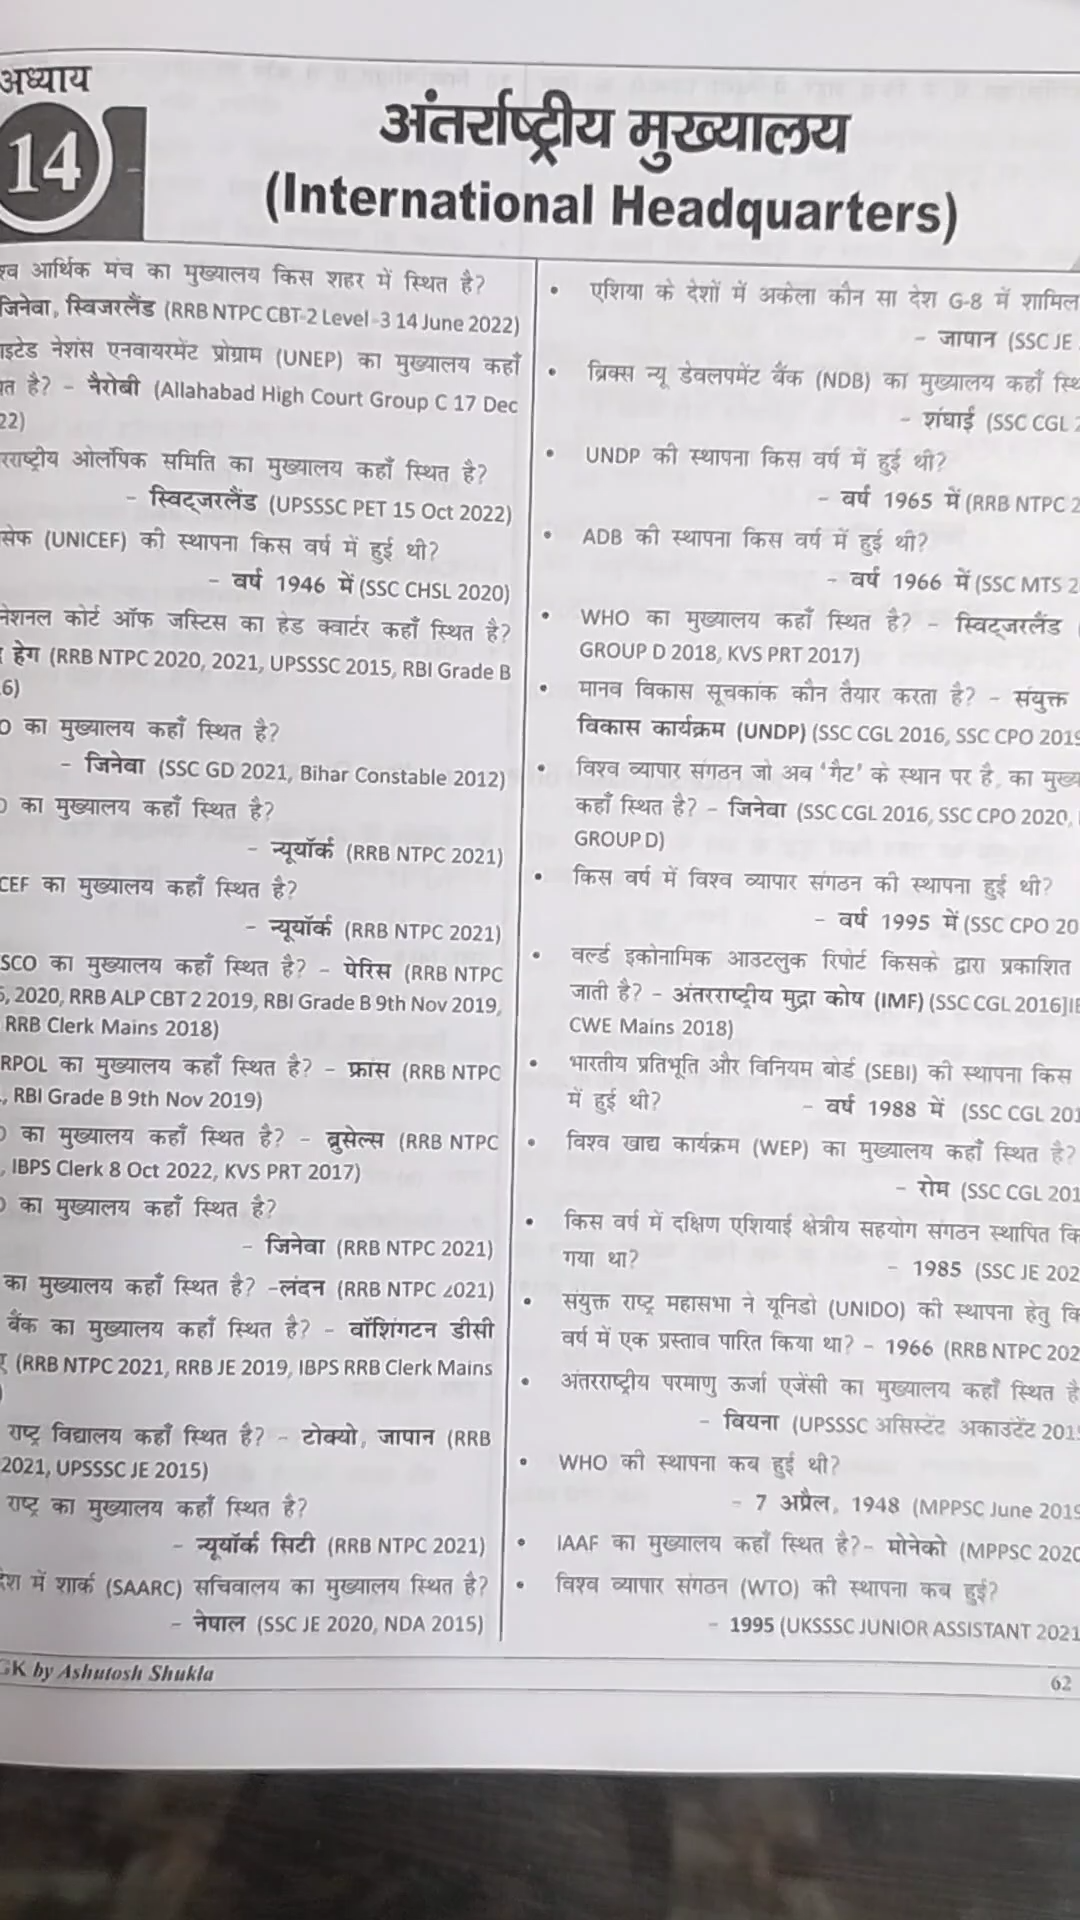 अध्याय
14
अंतर्राष्ट्रीय मुख्यालय
(International Headquarters)
आर्थिक मंच का मुख्यालय किस शहर में स्थित है?
जिनेवा, स्विजरलैंड (RRB NTPC CBT-2 Level -3 14 June 2022)
नेशंस एनवायरमेंट प्रोग्राम (UNEP) का मुख्यालय कहाँ
है? – नैरोबी (Allahabad High Court Group C 17 Dec
22)
ओलंपिक समिति का मुख्यालय कहाँ स्थित है?
– स्विट्जरलैंड (UPSSSC PET 15 Oct 2022)
(UNICEF) की स्थापना किस वर्ष में हुई थी?
– वर्ष 1946 में (SSC CHSL 2020)
कोर्ट ऑफ जस्टिस का हेड क्वार्टर कहाँ स्थित है?
हेग (RRB NTPC 2020, 2021, UPSSSC 2015, RBI Grade B
6)
का मुख्यालय कहाँ स्थित है?
– जिनेवा (SSC GD 2021, Bihar Constable 2012)
का मुख्यालय कहाँ स्थित है?
– न्यूयॉर्क (RRB NTPC 2021)
CEF का मुख्यालय कहाँ स्थित है?
– न्यूयॉर्क (RRB NTPC 2021)
SCO का मुख्यालय कहाँ स्थित है? – पेरिस (RRB NTPC
, 2020, RRB ALP CBT 2 2019, RBI Grade B 9th Nov 2019,
RRB Clerk Mains 2018)
RPOL का मुख्यालय कहाँ स्थित है? – फ्रांस (RRB NTPC
, RBI Grade B 9th Nov 2019)
का मुख्यालय कहाँ स्थित है? – ब्रुसेल्स (RRB NTPC
, IBPS Clerk 8 Oct 2022, KVS PRT 2017)
का मुख्यालय कहाँ स्थित है?
– जिनेवा (RRB NTPC 2021)
का मुख्यालय कहाँ स्थित है? –लंदन (RRB NTPC 2021)
बैंक का मुख्यालय कहाँ स्थित है? – वॉशिंगटन डीसी
(RRB NTPC 2021, RRB JE 2019, IBPS RRB Clerk Mains
)
राष्ट्र विद्यालय कहाँ स्थित है? – टोक्यो, जापान (RRB
2021, UPSSSC JE 2015)
राष्ट्र का मुख्यालय कहाँ स्थित है?
– न्यूयॉर्क सिटी (RRB NTPC 2021)
में शार्क (SAARC) सचिवालय का मुख्यालय स्थित है?
– नेपाल (SSC JE 2020, NDA 2015)
• एशिया के देशों में अकेला कौन सा देश G-8 में शामिल
– जापान (SSC JE
• ब्रिक्स न्यू डेवलपमेंट बैंक (NDB) का मुख्यालय कहाँ
– शंघाई (SSC CGL
• UNDP की स्थापना किस वर्ष में हुई थी?
– वर्ष 1965 में (RRB NTPC 2
• ADB की स्थापना किस वर्ष में हुई थी?
– वर्ष 1966 में (SSC MTS 2
• WHO का मुख्यालय कहाँ स्थित है? – स्विट्जरलैंड (
GROUP D 2018, KVS PRT 2017)
• मानव विकास सूचकांक कौन तैयार करता है? – संयुक्त
विकास कार्यक्रम (UNDP) (SSC CGL 2016, SSC CPO 2019
• विश्व व्यापार संगठन जो अब 'गैट' के स्थान पर है, का
कहाँ स्थित है? – जिनेवा (SSC CGL 2016, SSC CPO 2020,
GROUP D)
• किस वर्ष में विश्व व्यापार संगठन की स्थापना हुई थी?
– वर्ष 1995 में (SSC CPO 20
• वर्ल्ड इकोनामिक आउटलुक रिपोर्ट किसके द्वारा प्रकाशित
जाती है? – अंतरराष्ट्रीय मुद्रा कोष (IMF) (SSC CGL 2016]
CWE Mains 2018)
• भारतीय प्रतिभूति और विनियम बोर्ड (SEBI) की स्थापना किस
में हुई थी? – वर्ष 1988 में (SSC CGL 201
• विश्व खाद्य कार्यक्रम (WEP) का मुख्यालय कहाँ स्थित है?
– रोम (SSC CGL 201
• किस वर्ष में दक्षिण एशियाई क्षेत्रीय सहयोग संगठन स्थापित
गया था? – 1985 (SSC JE 202
• संयुक्त राष्ट्र महासभा ने यूनिडो (UNIDO) की स्थापना हेतु
वर्ष में एक प्रस्ताव पारित किया था? – 1966 (RRB NTPC 202
• अंतरराष्ट्रीय परमाणु ऊर्जा एजेंसी का मुख्यालय कहाँ स्थित है
– वियना (UPSSSC असिस्टेंट अकाउंटेंट 201
• WHO की स्थापना कब हुई थी?
– 7 अप्रैल, 1948 (MPPSC June 2019
• IAAF का मुख्यालय कहाँ स्थित है?– मोनेको (MPPSC 2020
• विश्व व्यापार संगठन (WTO) की स्थापना कब हुई?
– 1995 (UKSSSC JUNIOR ASSISTANT 2021
GK by Ashutosh Shukla
62